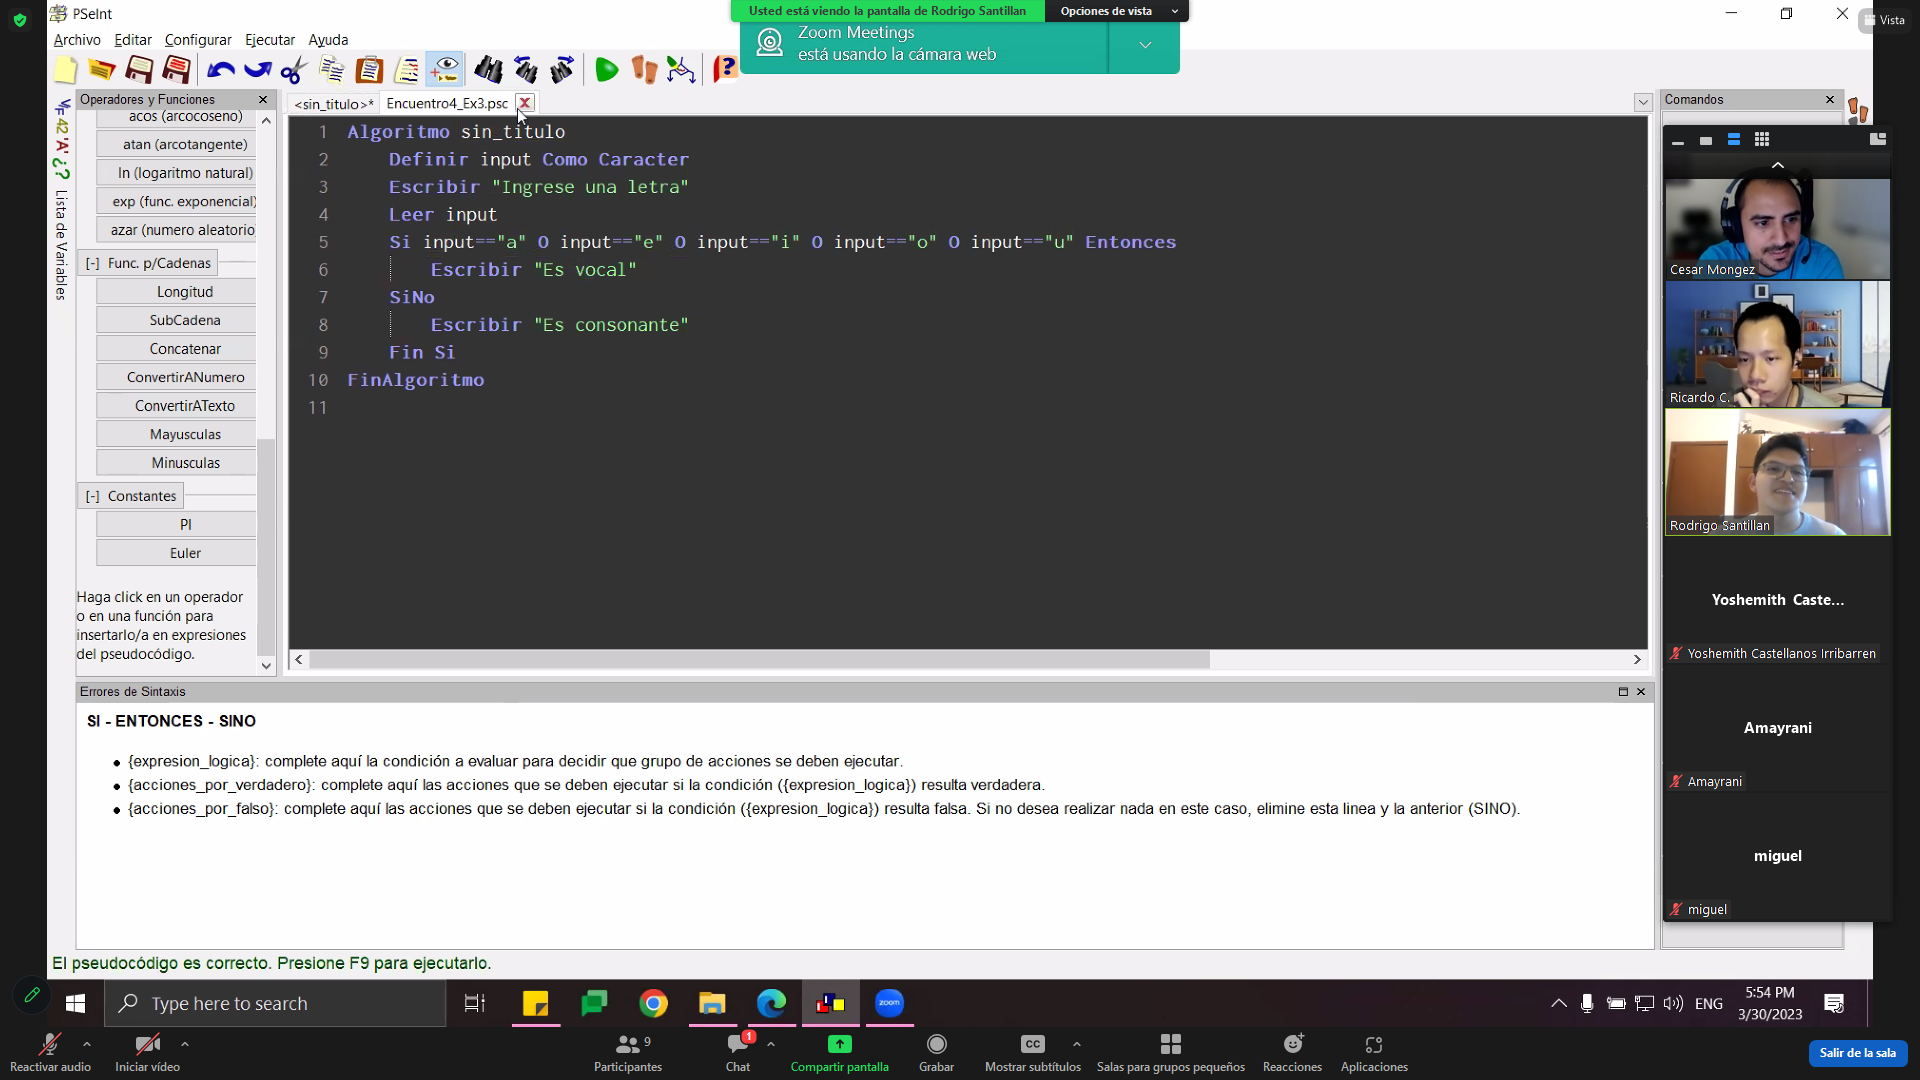 PSeInt
Usted está viendo la pantalla de Rodrigo Santillan
Opciones de vista
Vista
Zoom Meetings
está usando la cámara web
Archivo Editar Configurar Ejecutar Ayuda
Operadores y Funciones
acos (arcocoseno)
atan (arcotangente)
ln (logaritmo natural)
exp (func. exponencial)
azar (numero aleatorio)
[-] Func. p/Cadenas
Longitud
SubCadena
Concatenar
ConvertirANumero
ConvertirATexto
Mayusculas
Minusculas
[-] Constantes
PI
Euler
Haga click en un operador
o en una función para
insertarlo/a en expresiones
del pseudocódigo.
Lista de Variables
<sin_titulo>* Encuentro4_Ex3.psc
1 Algoritmo sin_titulo
2 Definir input Como Caracter
3 Escribir "Ingrese una letra"
4 Leer input
5 Si input=="a" O input=="e" O input=="i" O input=="o" O input=="u" Entonces
6 Escribir "Es vocal"
7 SiNo
8 Escribir "Es consonante"
9 Fin Si
10 FinAlgoritmo
11
Comandos
Cesar Mongez
Ricardo C.
Rodrigo Santillan
Yoshemith Caste...
Yoshemith Castellanos Irribarren
Amayrani
Amayrani
miguel
miguel
Errores de Sintaxis
SI - ENTONCES - SINO
{expresion_logica}: complete aquí la condición a evaluar para decidir que grupo de acciones se deben ejecutar.
{acciones_por_verdadero}: complete aquí las acciones que se deben ejecutar si la condición ({expresion_logica}) resulta verdadera.
{acciones_por_falso}: complete aquí las acciones que se deben ejecutar si la condición ({expresion_logica}) resulta falsa. Si no desea realizar nada en este caso, elimine esta linea y la anterior (SINO).
El pseudocódigo es correcto. Presione F9 para ejecutarlo.
Type here to search
zoom
ENG
5:54 PM
3/30/2023
Reactivar audio
Iniciar vídeo
Participantes 9
Chat 1
Compartir pantalla
Grabar
CC
Mostrar subtítulos
Salas para grupos pequeños
Reacciones
Aplicaciones
Salir de la sala